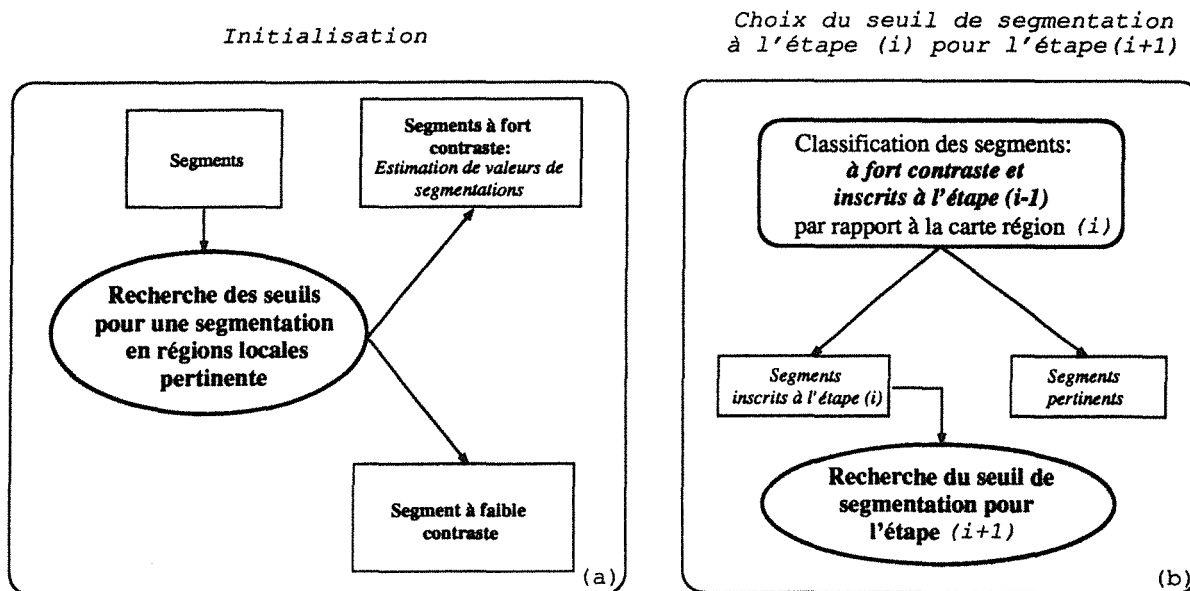 Initialisation
Segments
Segments à fort
contraste:
Estimation de valeurs de
segmentations
Recherche des seuils
pour une segmentation
en régions locales
pertinente
Segment à faible
contraste
(a)
Choix du seuil de segmentation
à l'étape (i) pour l'étape(i+1)
Classification des segments:
à fort contraste et
inscrits à l'étape (i-1)
par rapport à la carte région (i)
Segments
inscrits à l'étape (i)
Segments
pertinents
Recherche du seuil de
segmentation pour
l'étape (i+1)
(b)